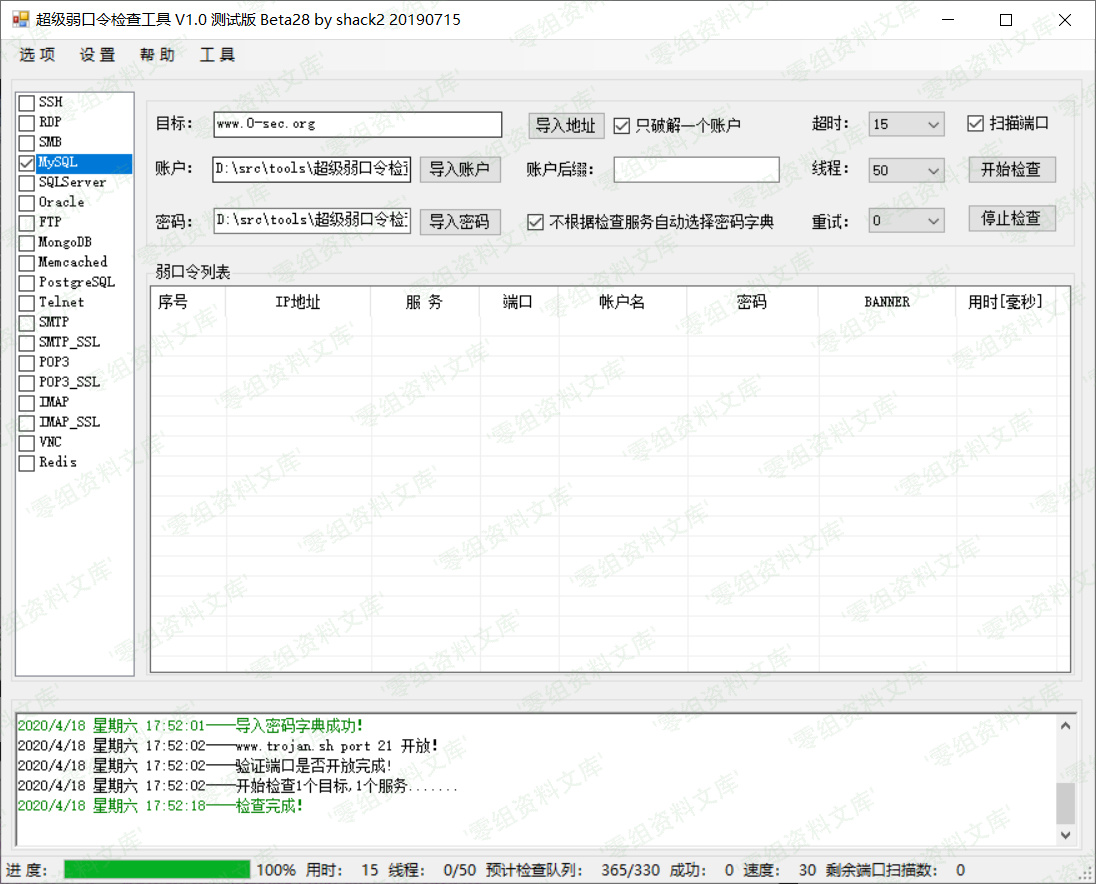 超级弱口令检查工具 V1.0 测试版 Beta28 by shack2 20190715
选项 设置 帮助 工具
SSH
RDP
SMB
MySQL
SQLServer
Oracle
FTP
MongoDB
Memcached
PostgreSQL
Telnet
SMTP
SMTP_SSL
POP3
POP3_SSL
IMAP
IMAP_SSL
VNC
Redis
目标: www.0-sec.org 导入地址 只破解一个账户 超时: 15 扫描端口
账户: D:\src\tools\超级弱口令检 导入账户 账户后缀: 线程: 50 开始检查
密码: D:\src\tools\超级弱口令检 导入密码 不根据检查服务自动选择密码字典 重试: 0 停止检查
弱口令列表
序号 IP地址 服 务 端口 帐户名 密码 BANNER 用时[毫秒]
2020/4/18 星期六 17:52:01——导入密码字典成功!
2020/4/18 星期六 17:52:02——www.trojan.sh port 21 开放!
2020/4/18 星期六 17:52:02——验证端口是否开放完成!
2020/4/18 星期六 17:52:02——开始检查1个目标,1个服务.......
2020/4/18 星期六 17:52:18——检查完成!
进度: 100% 用时: 15 线程: 0/50 预计检查队列: 365/330 成功: 0 速度: 30 剩余端口扫描数: 0
零组资料文库